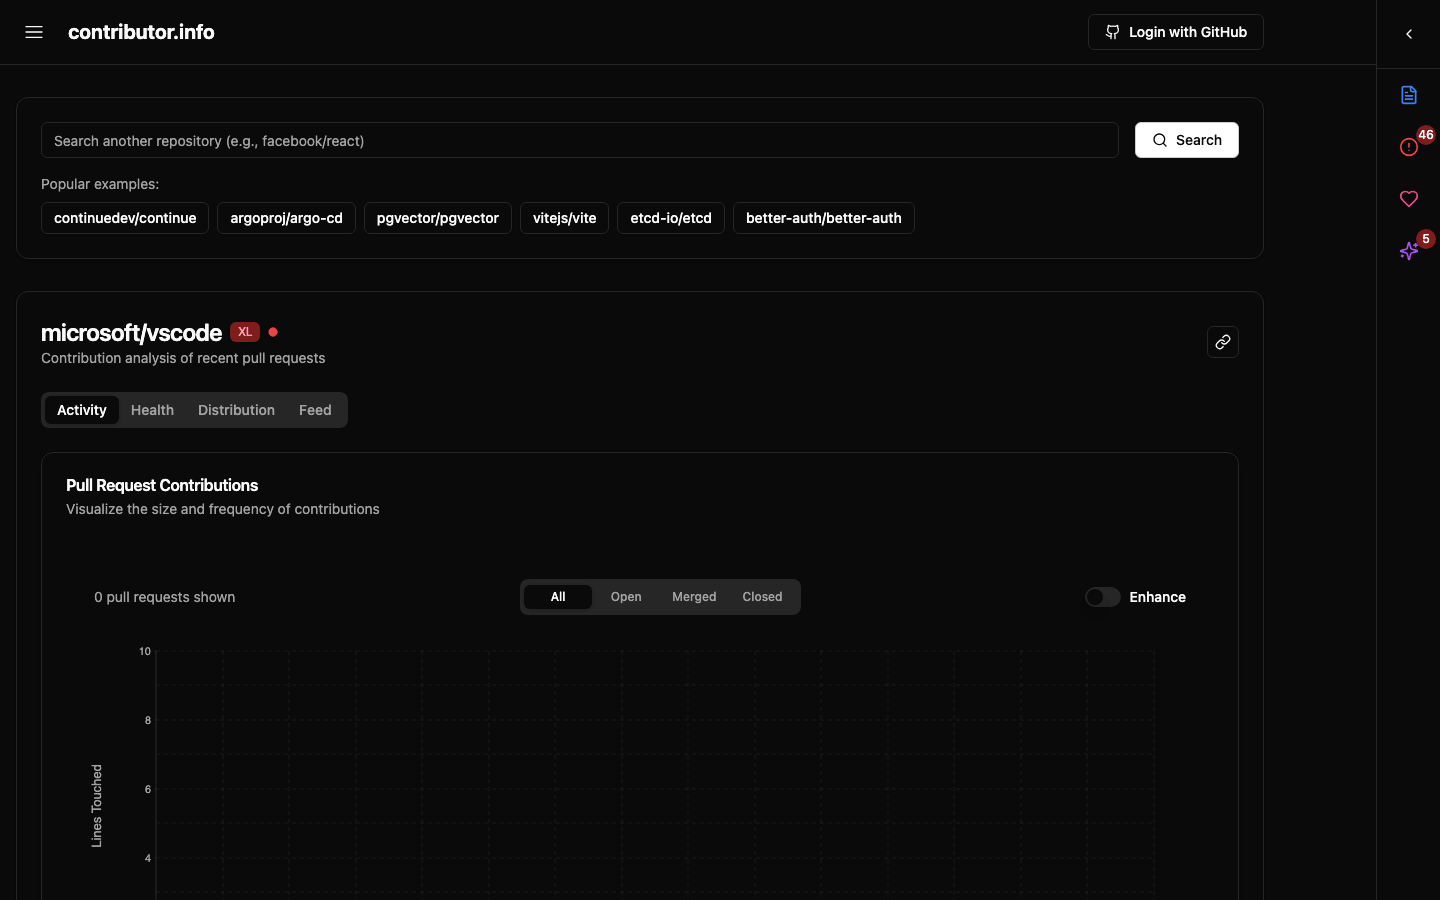 contributor.info
Login with GitHub
46
5
Search another repository (e.g., facebook/react)
Search
Popular examples:
continuedev/continue
argoproj/argo-cd
pgvector/pgvector
vitejs/vite
etcd-io/etcd
better-auth/better-auth
microsoft/vscode XL
Contribution analysis of recent pull requests
Activity Health Distribution Feed
Pull Request Contributions
Visualize the size and frequency of contributions
0 pull requests shown
All Open Merged Closed
Enhance
10
8
6
4
Lines Touched